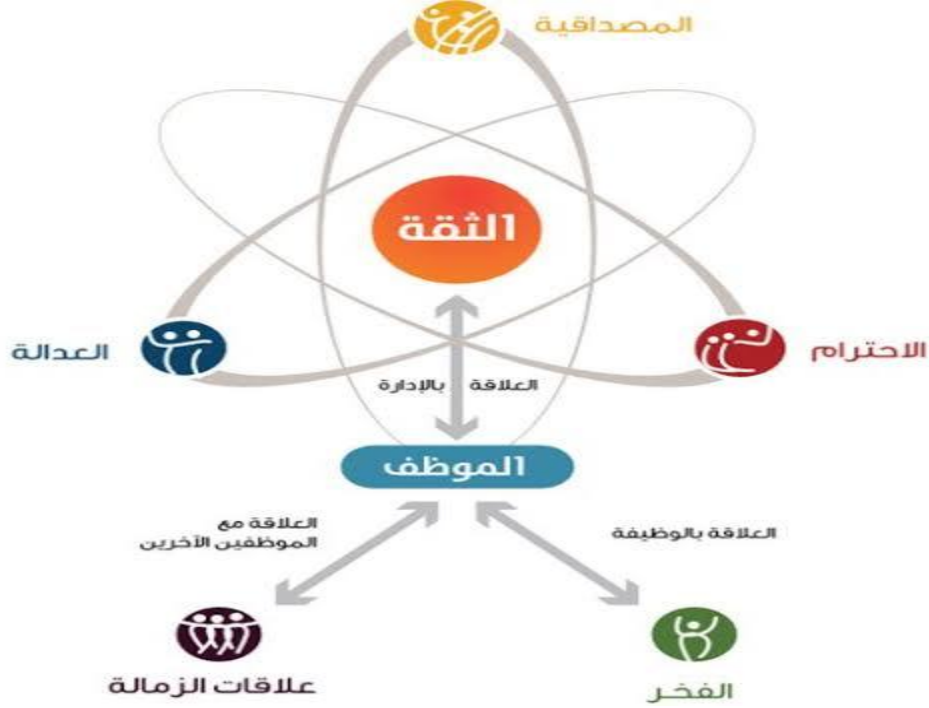 المصداقية
الثقة
الاحترام
العدالة
العلاقة بالإدارة
الموظف
العلاقة مع
الموظفين الآخرين
العلاقة بالوظيفة
علاقات الزمالة
الفخر